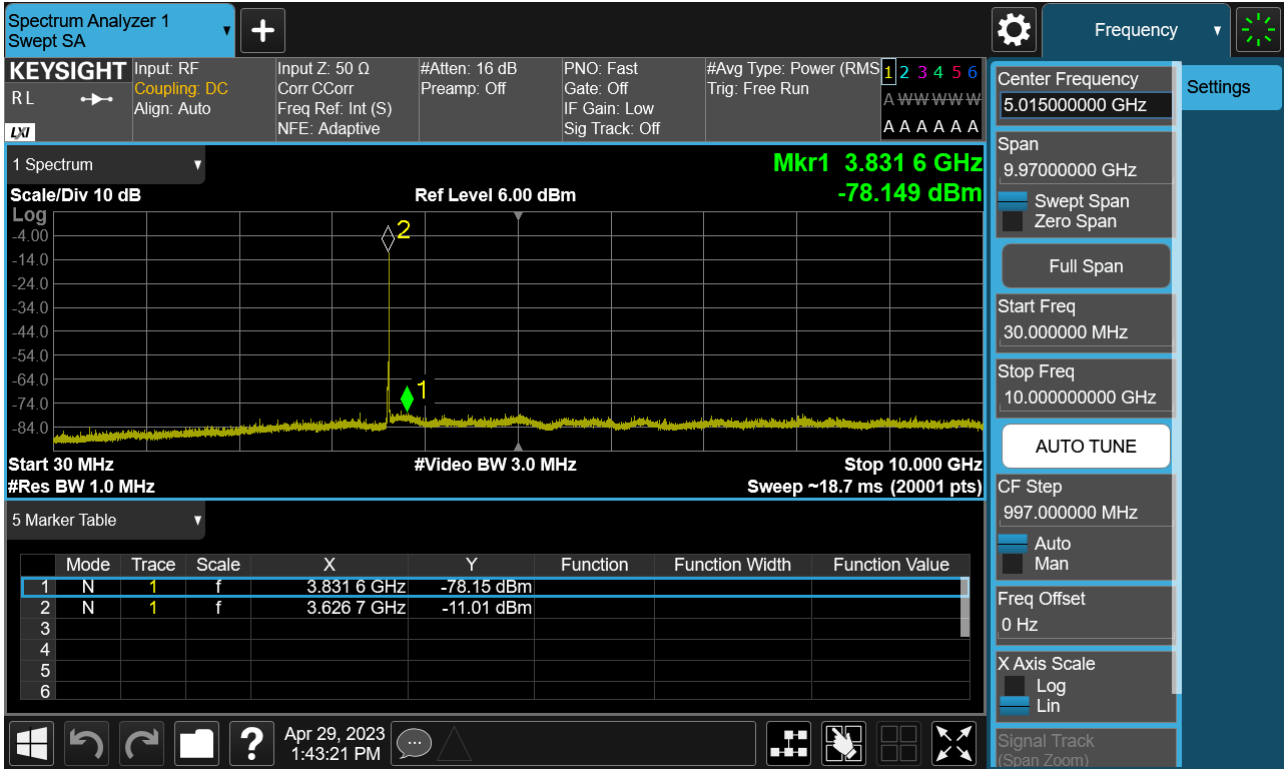 Spectrum Analyzer 1
Swept SA
+
Frequency
KEYSIGHT
R L
LXI
Input: RF
Coupling: DC
Align: Auto
Input Z: 50 Ω
Corr CCorr
Freq Ref: Int (S)
NFE: Adaptive
#Atten: 16 dB
Preamp: Off
PNO: Fast
Gate: Off
IF Gain: Low
Sig Track: Off
#Avg Type: Power (RMS
Trig: Free Run
1 2 3 4 5 6
A W W W W W
A A A A A A
1 Spectrum
Mkr1 3.831 6 GHz
-78.149 dBm
Scale/Div 10 dB
Ref Level 6.00 dBm
Log
-4.00
-14.0
-24.0
-34.0
-44.0
-54.0
-64.0
-74.0
-84.0
2
1
Start 30 MHz
#Video BW 3.0 MHz
Stop 10.000 GHz
#Res BW 1.0 MHz
Sweep ~18.7 ms (20001 pts)
5 Marker Table
Mode Trace Scale X Y Function Function Width Function Value
1 N 1 f 3.831 6 GHz -78.15 dBm
2 N 1 f 3.626 7 GHz -11.01 dBm
3
4
5
6
?
Apr 29, 2023
1:43:21 PM
Center Frequency
5.015000000 GHz
Settings
Span
9.97000000 GHz
Swept Span
Zero Span
Full Span
Start Freq
30.000000 MHz
Stop Freq
10.000000000 GHz
AUTO TUNE
CF Step
997.000000 MHz
Auto
Man
Freq Offset
0 Hz
X Axis Scale
Log
Lin
Signal Track
(Span Zoom)